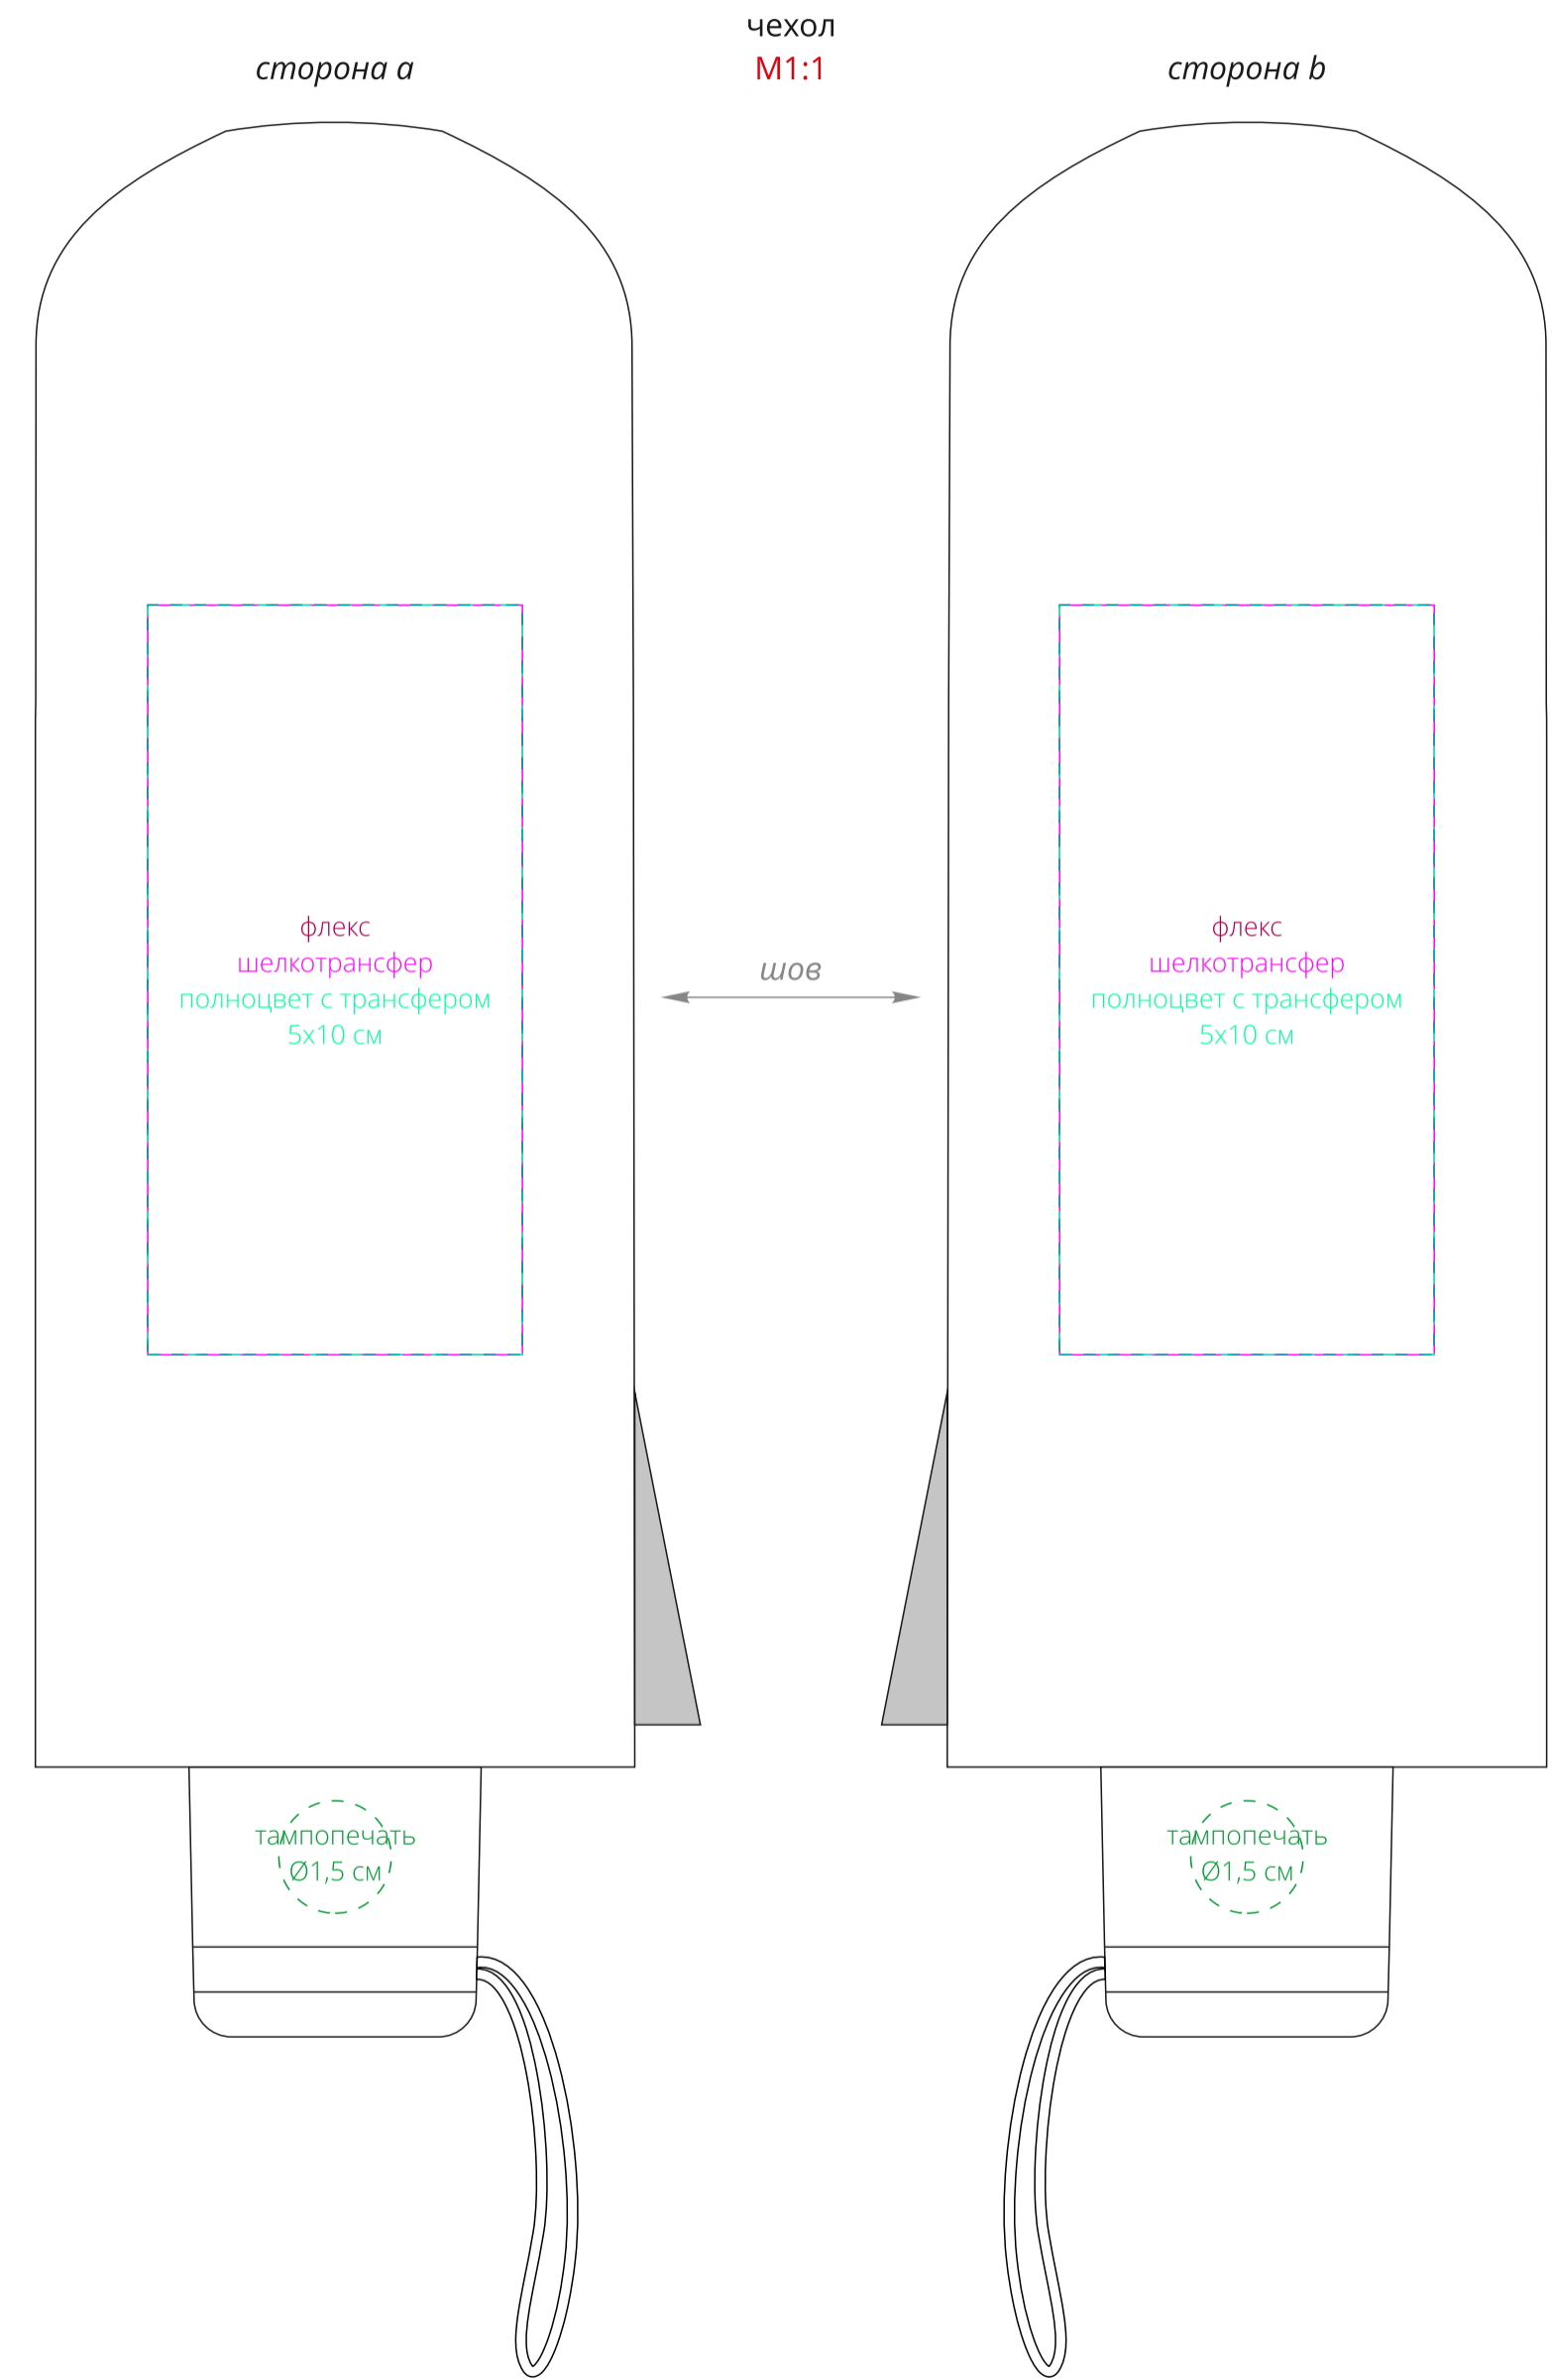 чехол
М1:1
сторона a
сторона b
флекс
шелкотрансфер
полноцвет с трансфером
5х10 см
шов
флекс
шелкотрансфер
полноцвет с трансфером
5х10 см
тампопечать
Ø1,5 см
тампопечать
Ø1,5 см